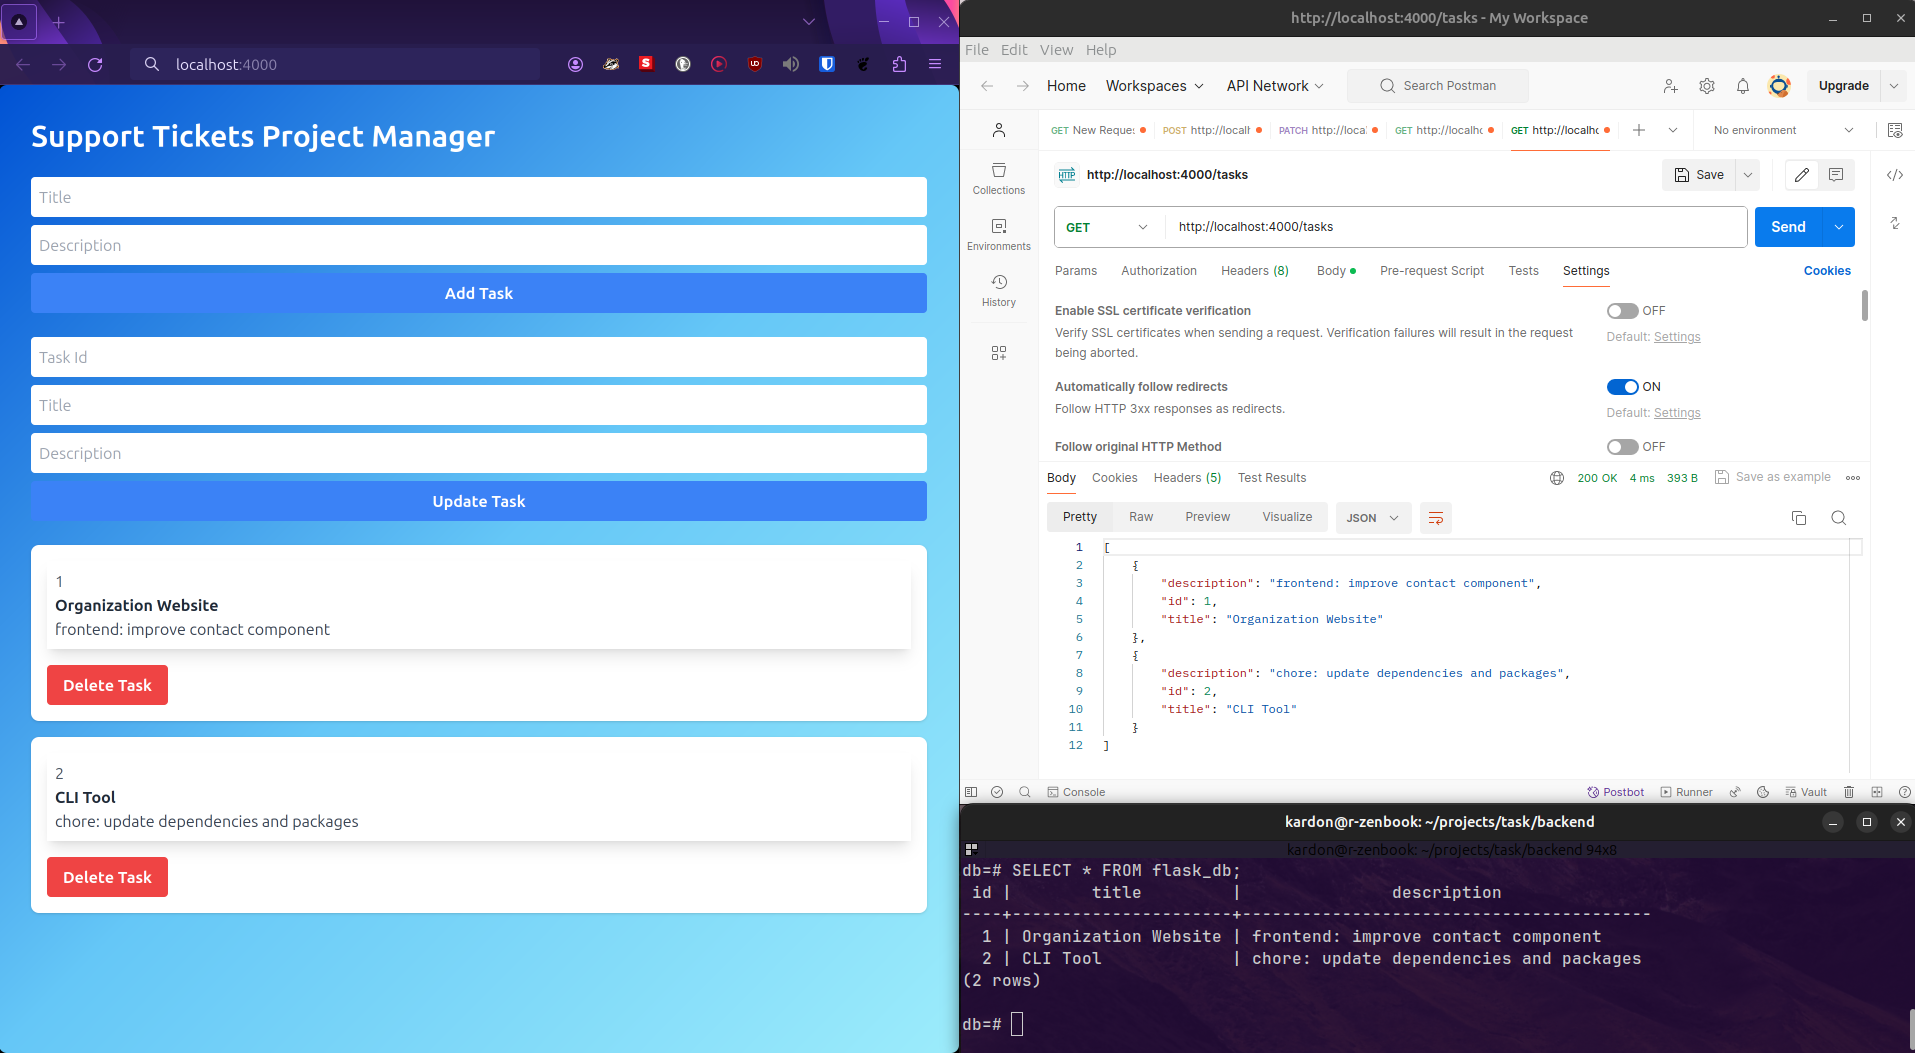 localhost:4000
Support Tickets Project Manager
Title
Description
Add Task
Task Id
Title
Description
Update Task
1
Organization Website
frontend: improve contact component
Delete Task
2
CLI Tool
chore: update dependencies and packages
Delete Task
http://localhost:4000/tasks - My Workspace
File Edit View Help
Home Workspaces API Network Search Postman Upgrade
GET New Reque: POST http://localh PATCH http://loca: GET http://localhc GET http://localhc No environment
HTTP http://localhost:4000/tasks Save
GET http://localhost:4000/tasks Send
Params Authorization Headers (8) Body Pre-request Script Tests Settings Cookies
Collections
Environments
History
Enable SSL certificate verification OFF
Verify SSL certificates when sending a request. Verification failures will result in the request
being aborted.
Default: Settings
Automatically follow redirects ON
Follow HTTP 3xx responses as redirects. Default: Settings
Follow original HTTP Method OFF
Body Cookies Headers (5) Test Results 200 OK 4 ms 393 B Save as example
Pretty Raw Preview Visualize JSON
1 [
2 {
3 "description": "frontend: improve contact component",
4 "id": 1,
5 "title": "Organization Website"
6 },
7 {
8 "description": "chore: update dependencies and packages",
9 "id": 2,
10 "title": "CLI Tool"
11 }
12 ]
Console Postbot Runner Vault
kardon@r-zenbook: ~/projects/task/backend
kardon@r-zenbook: ~/projects/task/backend 94x8
db=# SELECT * FROM flask_db;
id | title | description
----+----------------------+-----------------------------------------
1 | Organization Website | frontend: improve contact component
2 | CLI Tool | chore: update dependencies and packages
(2 rows)
db=#